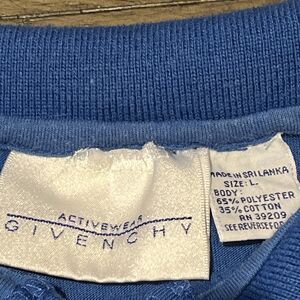 ACTIVEWEAR
GIVENCHY
MADE IN SRI LANKA
SIZE: L.
BODY:
65% POLYESTER
35% COTTON
RN 39209
SEE REVERSE FOR